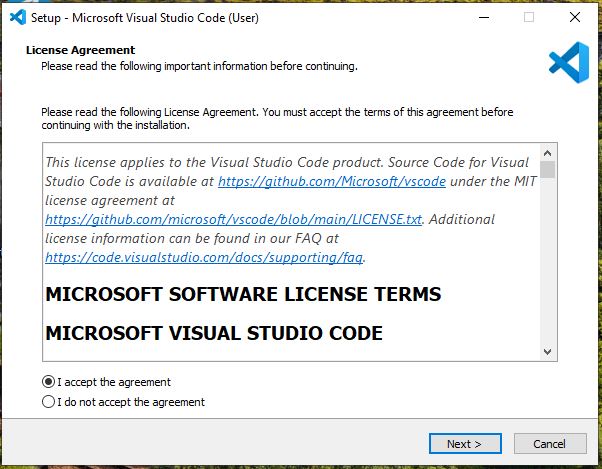 Setup - Microsoft Visual Studio Code (User)
License Agreement
Please read the following important information before continuing.
Please read the following License Agreement. You must accept the terms of this agreement before
continuing with the installation.
This license applies to the Visual Studio Code product. Source Code for Visual
Studio Code is available at https://github.com/Microsoft/vscode under the MIT
license agreement at
https://github.com/microsoft/vscode/blob/main/LICENSE.txt. Additional
license information can be found in our FAQ at
https://code.visualstudio.com/docs/supporting/faq.
MICROSOFT SOFTWARE LICENSE TERMS
MICROSOFT VISUAL STUDIO CODE
I accept the agreement
I do not accept the agreement
Next >
Cancel